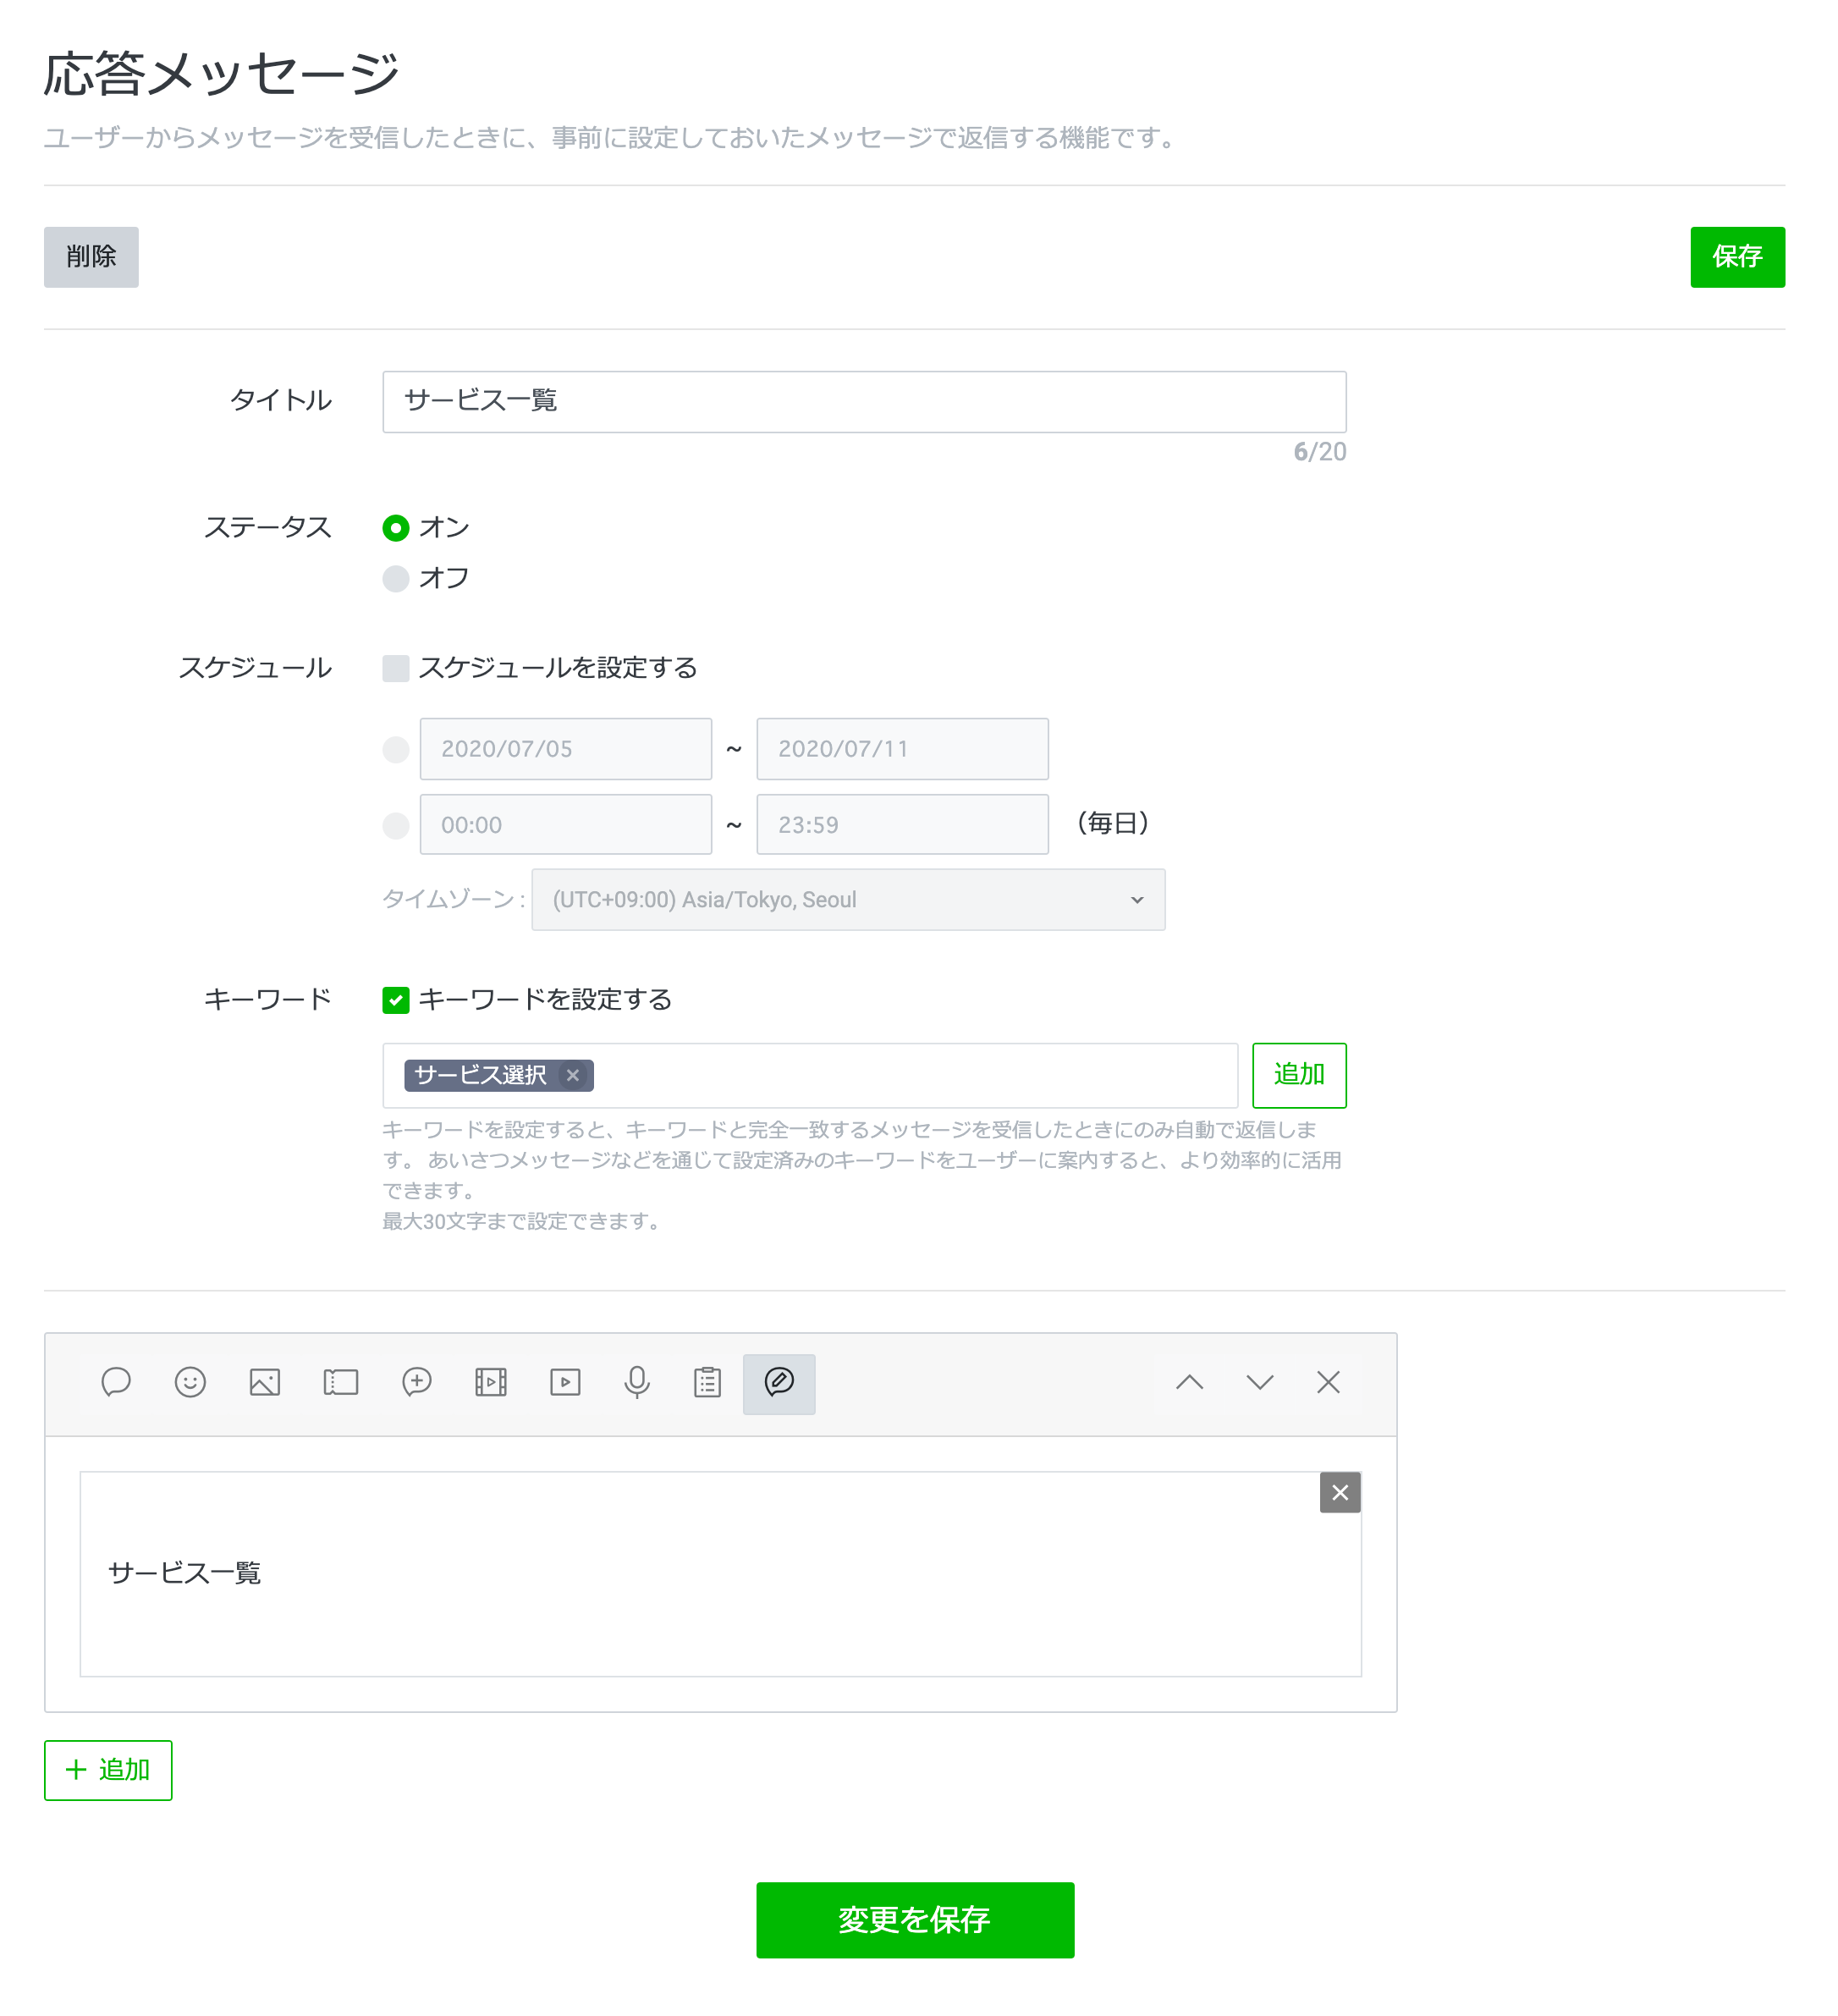 応答メッセージ
ユーザーからメッセージを受信したときに、事前に設定しておいたメッセージで返信する機能です。
削除
保存
タイトル
サービス一覧
6/20
ステータス
オン
オフ
スケジュール
スケジュールを設定する
2020/07/05 ~ 2020/07/11
00:00 ~ 23:59 (毎日)
タイムゾーン : (UTC+09:00) Asia/Tokyo, Seoul
キーワード
キーワードを設定する
サービス選択
追加
キーワードを設定すると、キーワードと完全一致するメッセージを受信したときにのみ自動で返信しま
す。 あいさつメッセージなどを通じて設定済みのキーワードをユーザーに案内すると、より効率的に活用
できます。
最大30文字まで設定できます。
サービス一覧
+ 追加
変更を保存